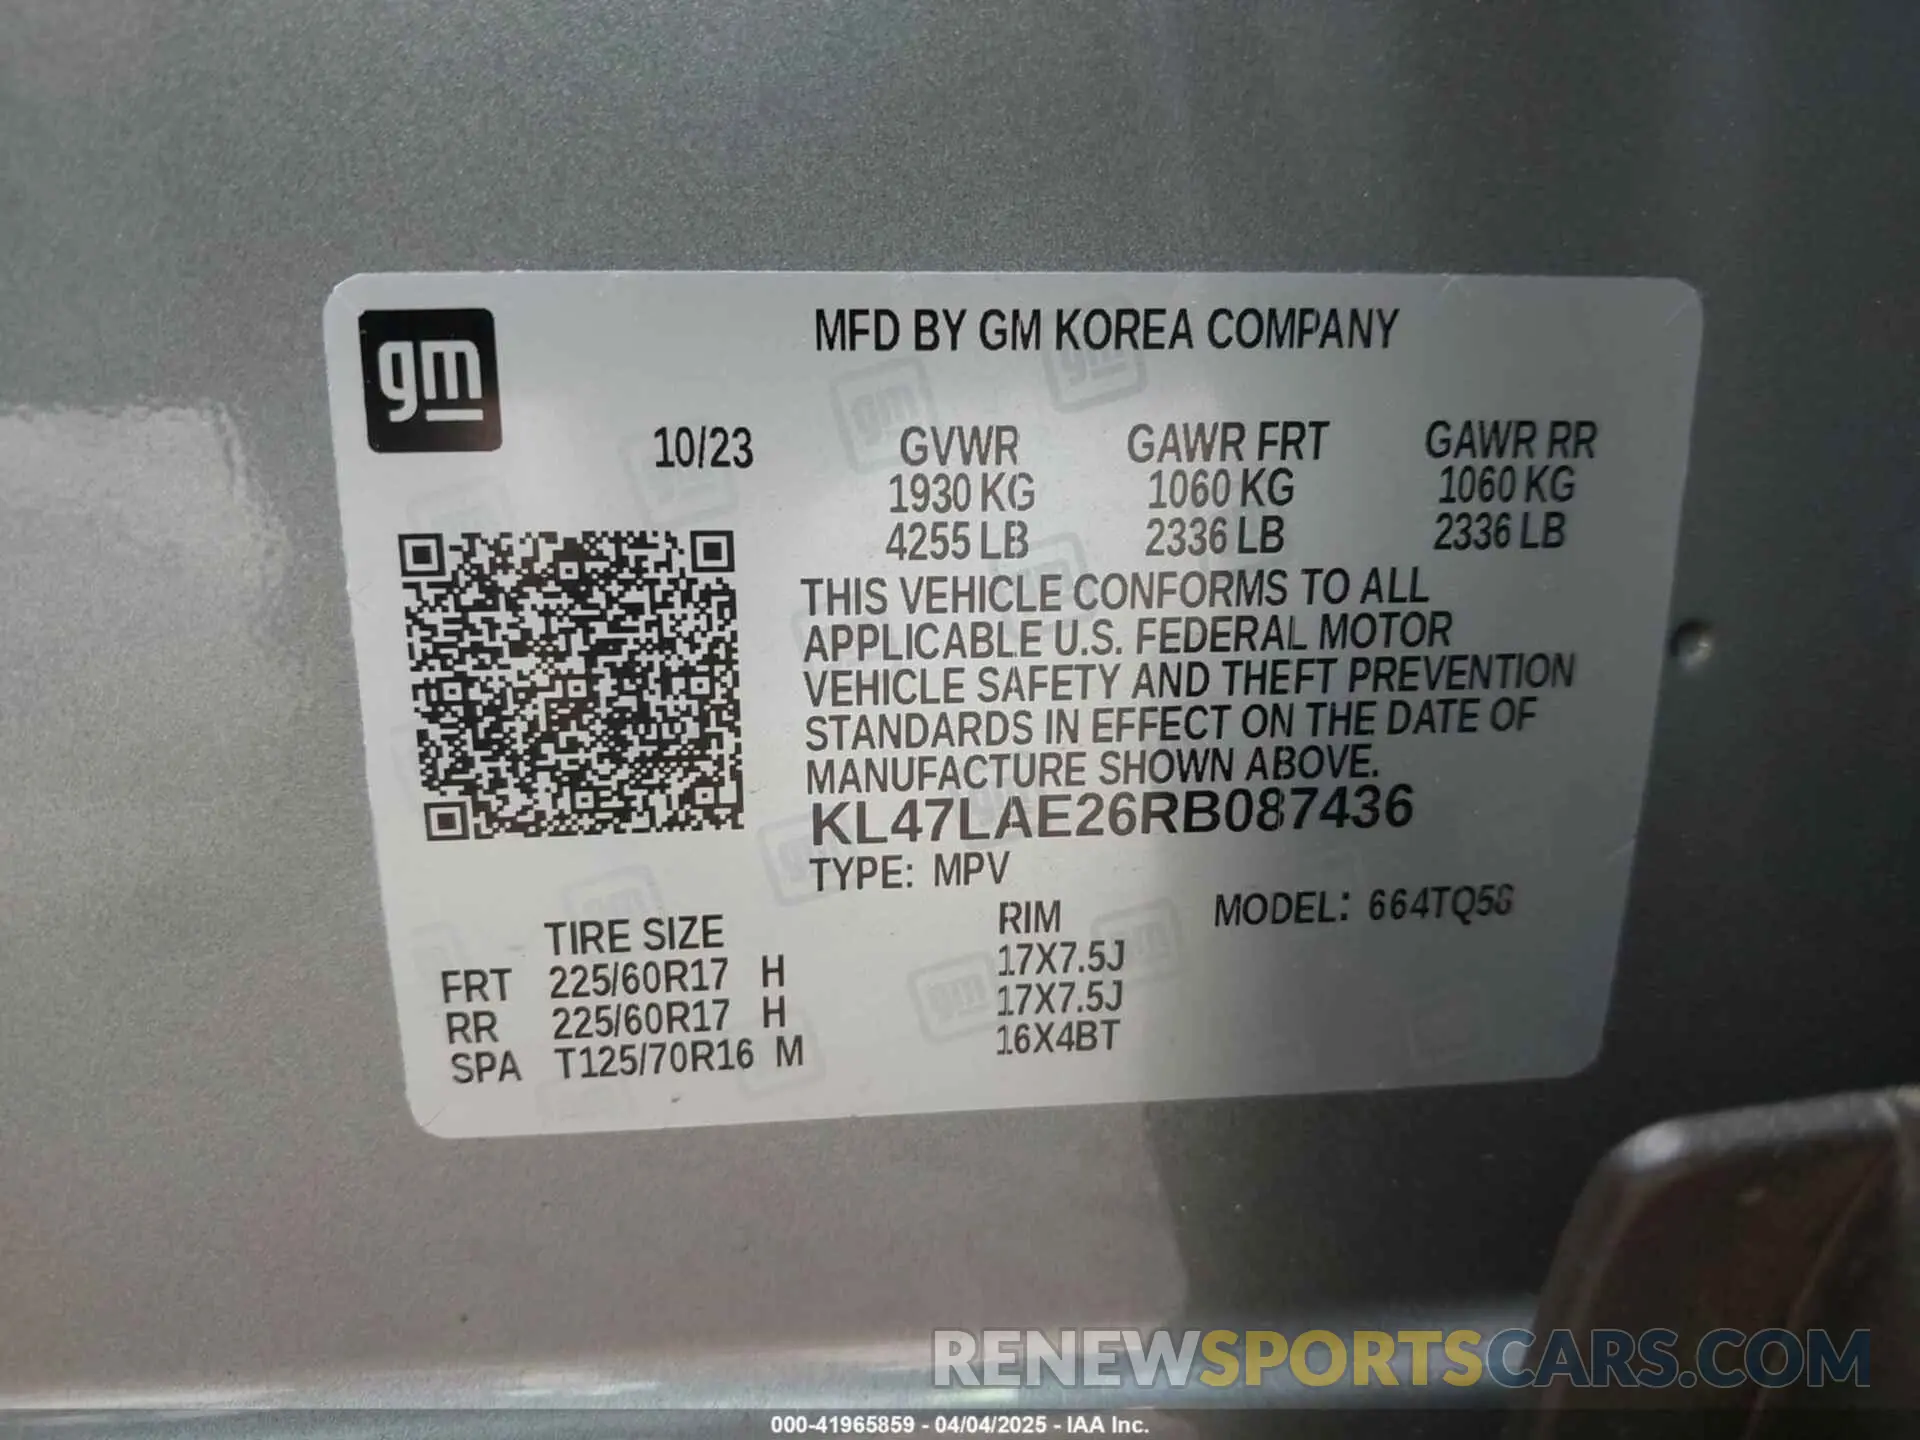 gm
MFD BY GM KOREA COMPANY
10/23
GVWR GAWR FRT GAWR RR
1930 KG 1060 KG 1060 KG
4255 LB 2336 LB 2336 LB
THIS VEHICLE CONFORMS TO ALL
APPLICABLE U.S. FEDERAL MOTOR
VEHICLE SAFETY AND THEFT PREVENTION
STANDARDS IN EFFECT ON THE DATE OF
MANUFACTURE SHOWN ABOVE.
KL47LAE26RB087436
TYPE: MPV
MODEL: 664TQ58
TIRE SIZE RIM
FRT 225/60R17 H 17X7.5J
RR 225/60R17 H 17X7.5J
SPA T125/70R16 M 16X4BT
RENEWSPORTSCARS.COM
000-41965859 - 04/04/2025 - IAA Inc.